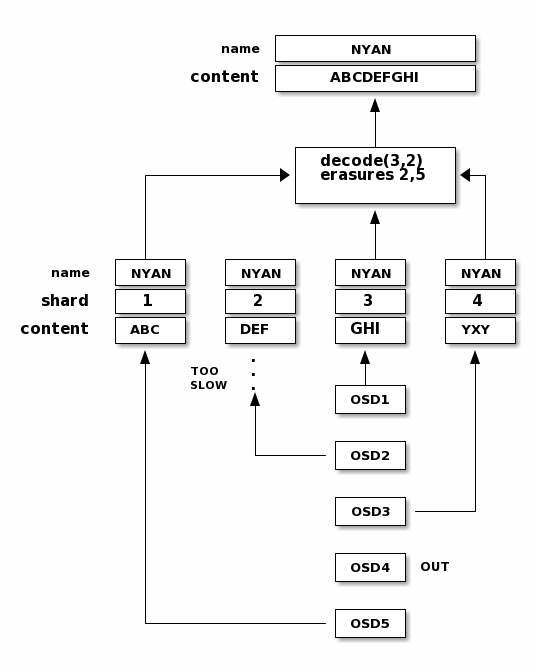 name NYAN
content ABCDEFGHI
decode(3,2)
erasures 2,5
name NYAN NYAN NYAN NYAN
shard 1 2 3 4
content ABC DEF GHI YXY
TOO
SLOW
OSD1
OSD2
OSD3
OSD4 OUT
OSD5